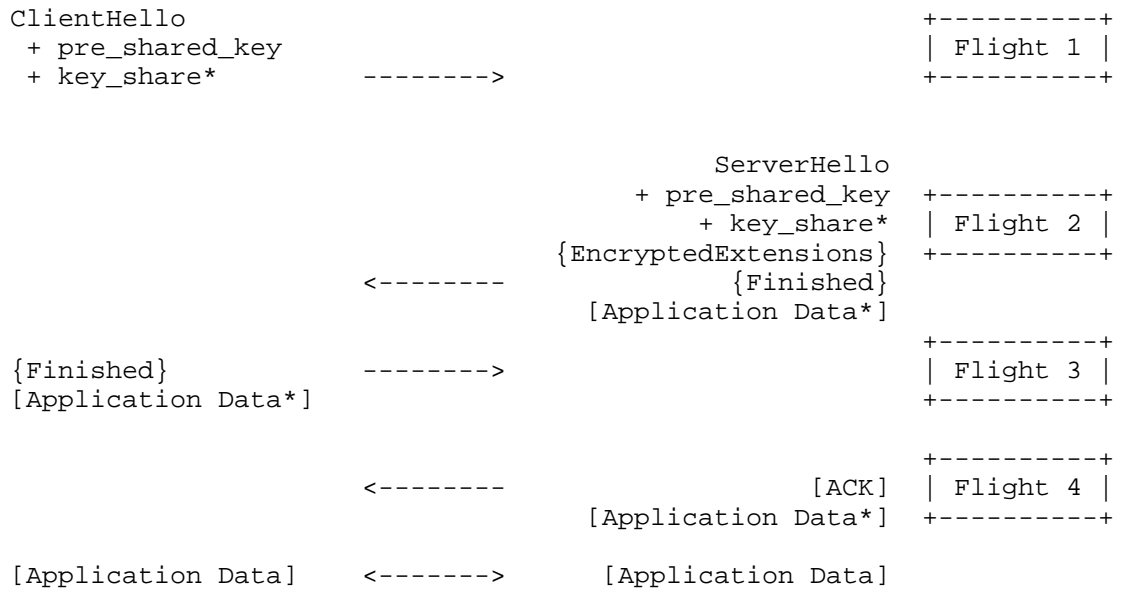 ClientHello                                              +----------+
 + pre_shared_key                                        | Flight 1 |
 + key_share*         -------->                          +----------+
                                             ServerHello
                                        + pre_shared_key  +----------+
                                            + key_share*  | Flight 2 |
                                   {EncryptedExtensions}  +----------+
                      <--------               {Finished}
                                     [Application Data*]
                                                          +----------+
{Finished}            -------->                           | Flight 3 |
[Application Data*]                                       +----------+
                                                          +----------+
                      <--------                    [ACK]  | Flight 4 |
                                     [Application Data*]  +----------+
[Application Data]    <------->      [Application Data]